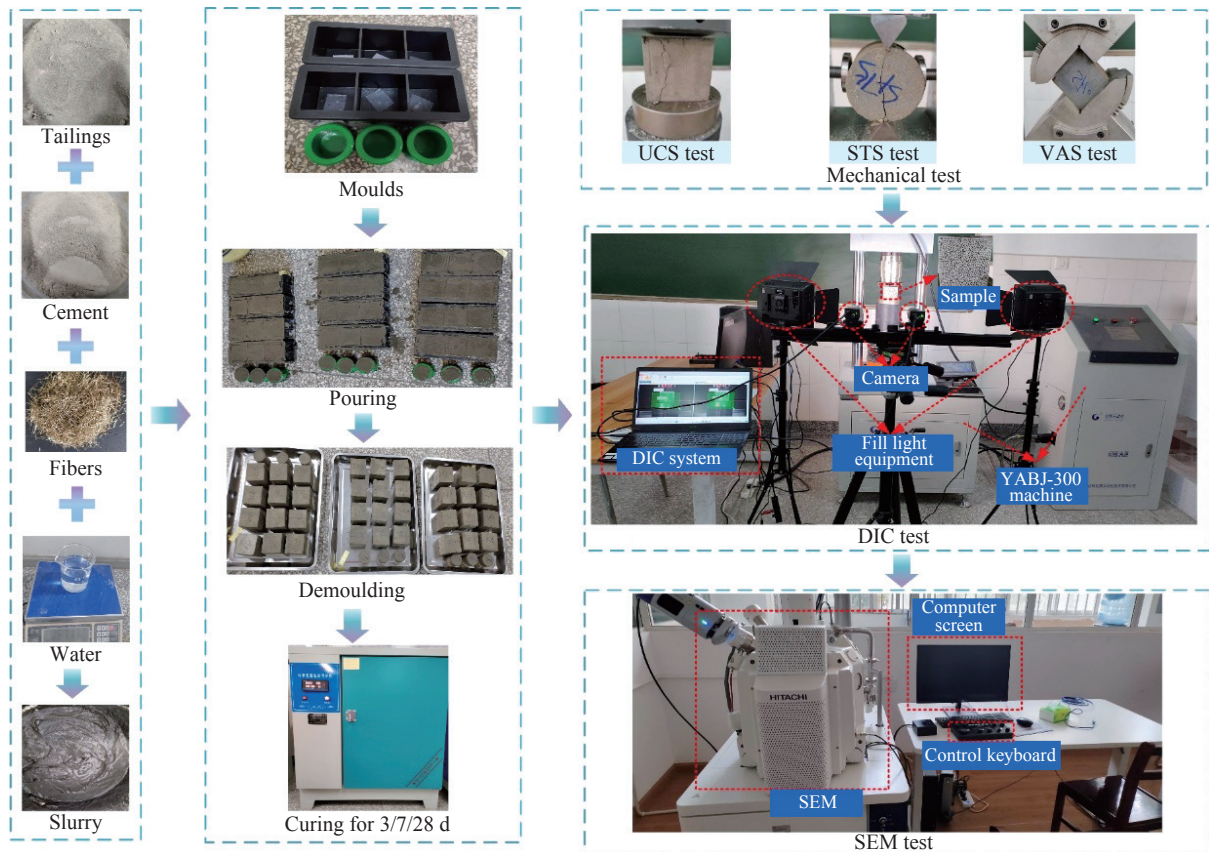 Tailings
Cement
Fibers
Water
Slurry
Moulds
Pouring
Demoulding
Curing for 3/7/28 d
UCS test
STS test
VAS test
Mechanical test
Sample
Camera
DIC system
Fill light
equipment
YABJ-300
machine
DIC test
Computer
screen
HITACHI
Control keyboard
SEM
SEM test